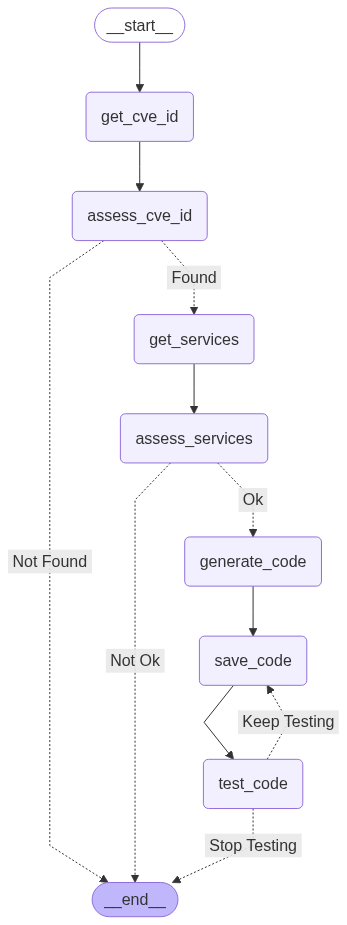 __start__
get_cve_id
assess_cve_id
Found
get_services
assess_services
Ok
Not Found
generate_code
Not Ok
save_code
Keep Testing
test_code
Stop Testing
__end__